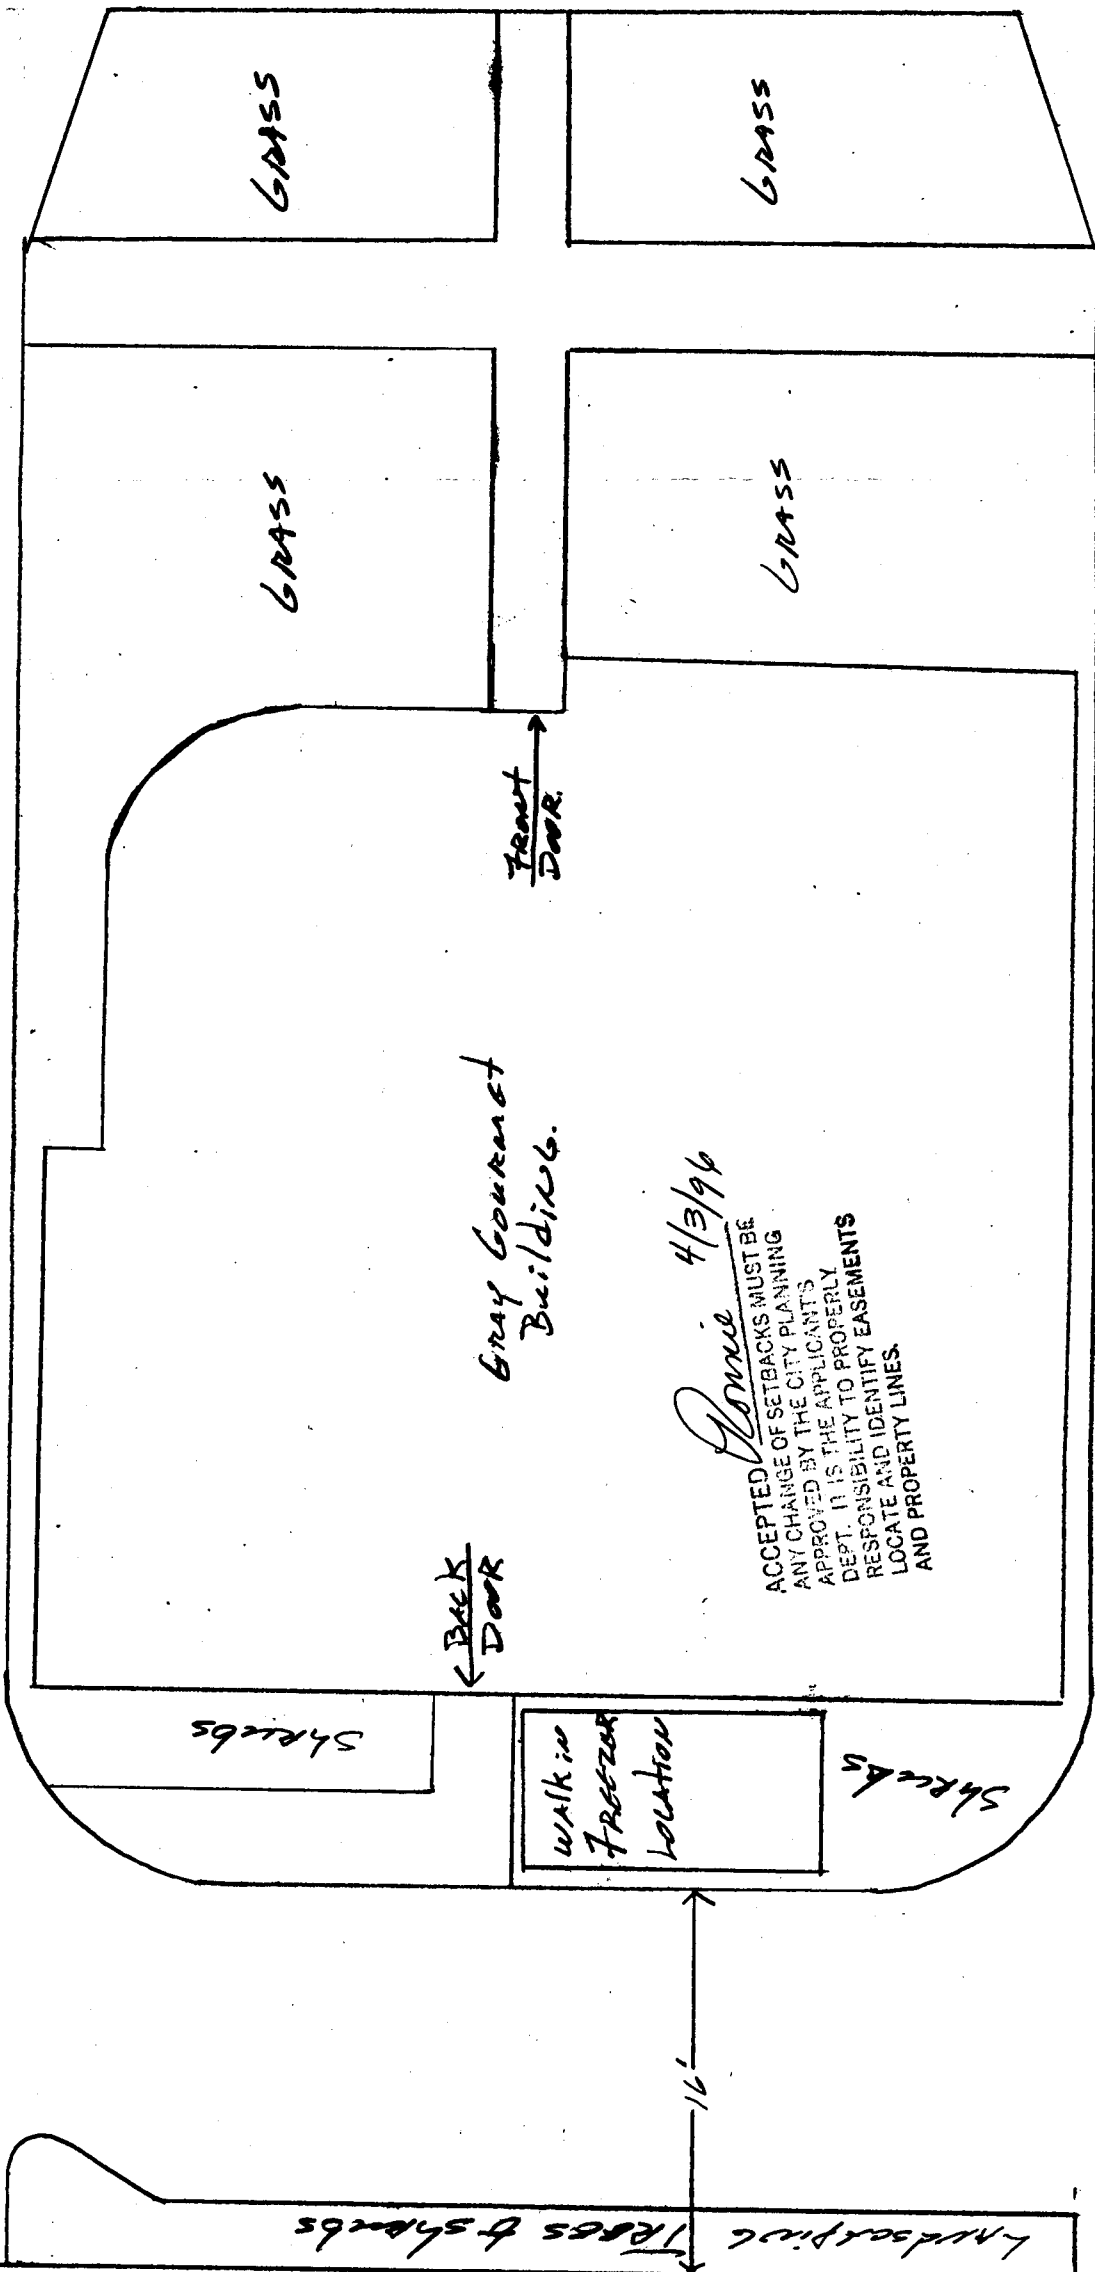 GRASS
GRASS
GRASS
GRASS
FRONT
DOOR.
GRAY GOURMET
BuildinG.
Ronnie 4/3/96
ACCEPTED
ANY CHANGE OF SETBACKS MUST BE
APPROVED BY THE CITY PLANNING
DEPT. IT IS THE APPLICANT'S
RESPONSIBILITY TO PROPERLY
LOCATE AND IDENTIFY EASEMENTS
AND PROPERTY LINES.
BACK
DOOR
ShRubs
WAlk iN
FREEZOR
LOCATION
ShRubs
16'
LANdscApiNG TREES & shRubs